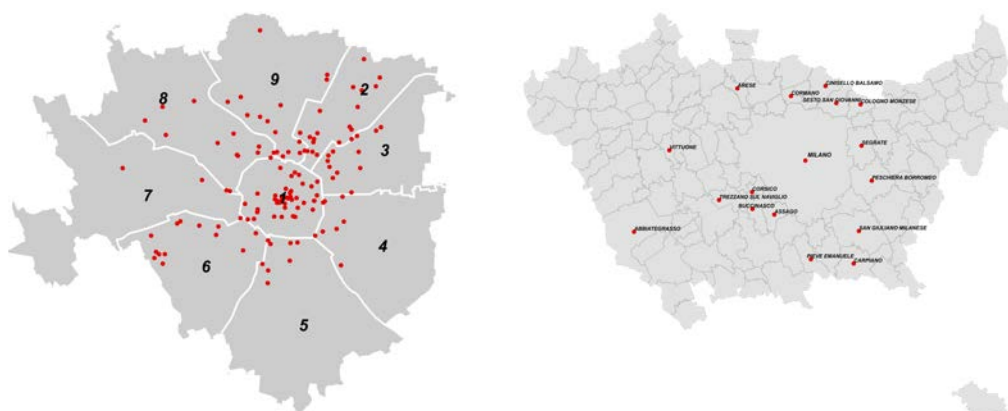 9
2
8
3
7
1
4
6
5
ARESE
CINISELLO BALSAMO
CORMANO
SESTO SAN GIOVANNI
COLOGNO MONZESE
VITTUONE
SEGRATE
MILANO
PESCHIERA BORROMEO
CORSICO
TREZZANO SUL NAVIGLIO
BUCCINASCO
ASSAGO
ABBIATEGRASSO
SAN GIULIANO MILANESE
PIEVE EMANUELE
CARPIANO